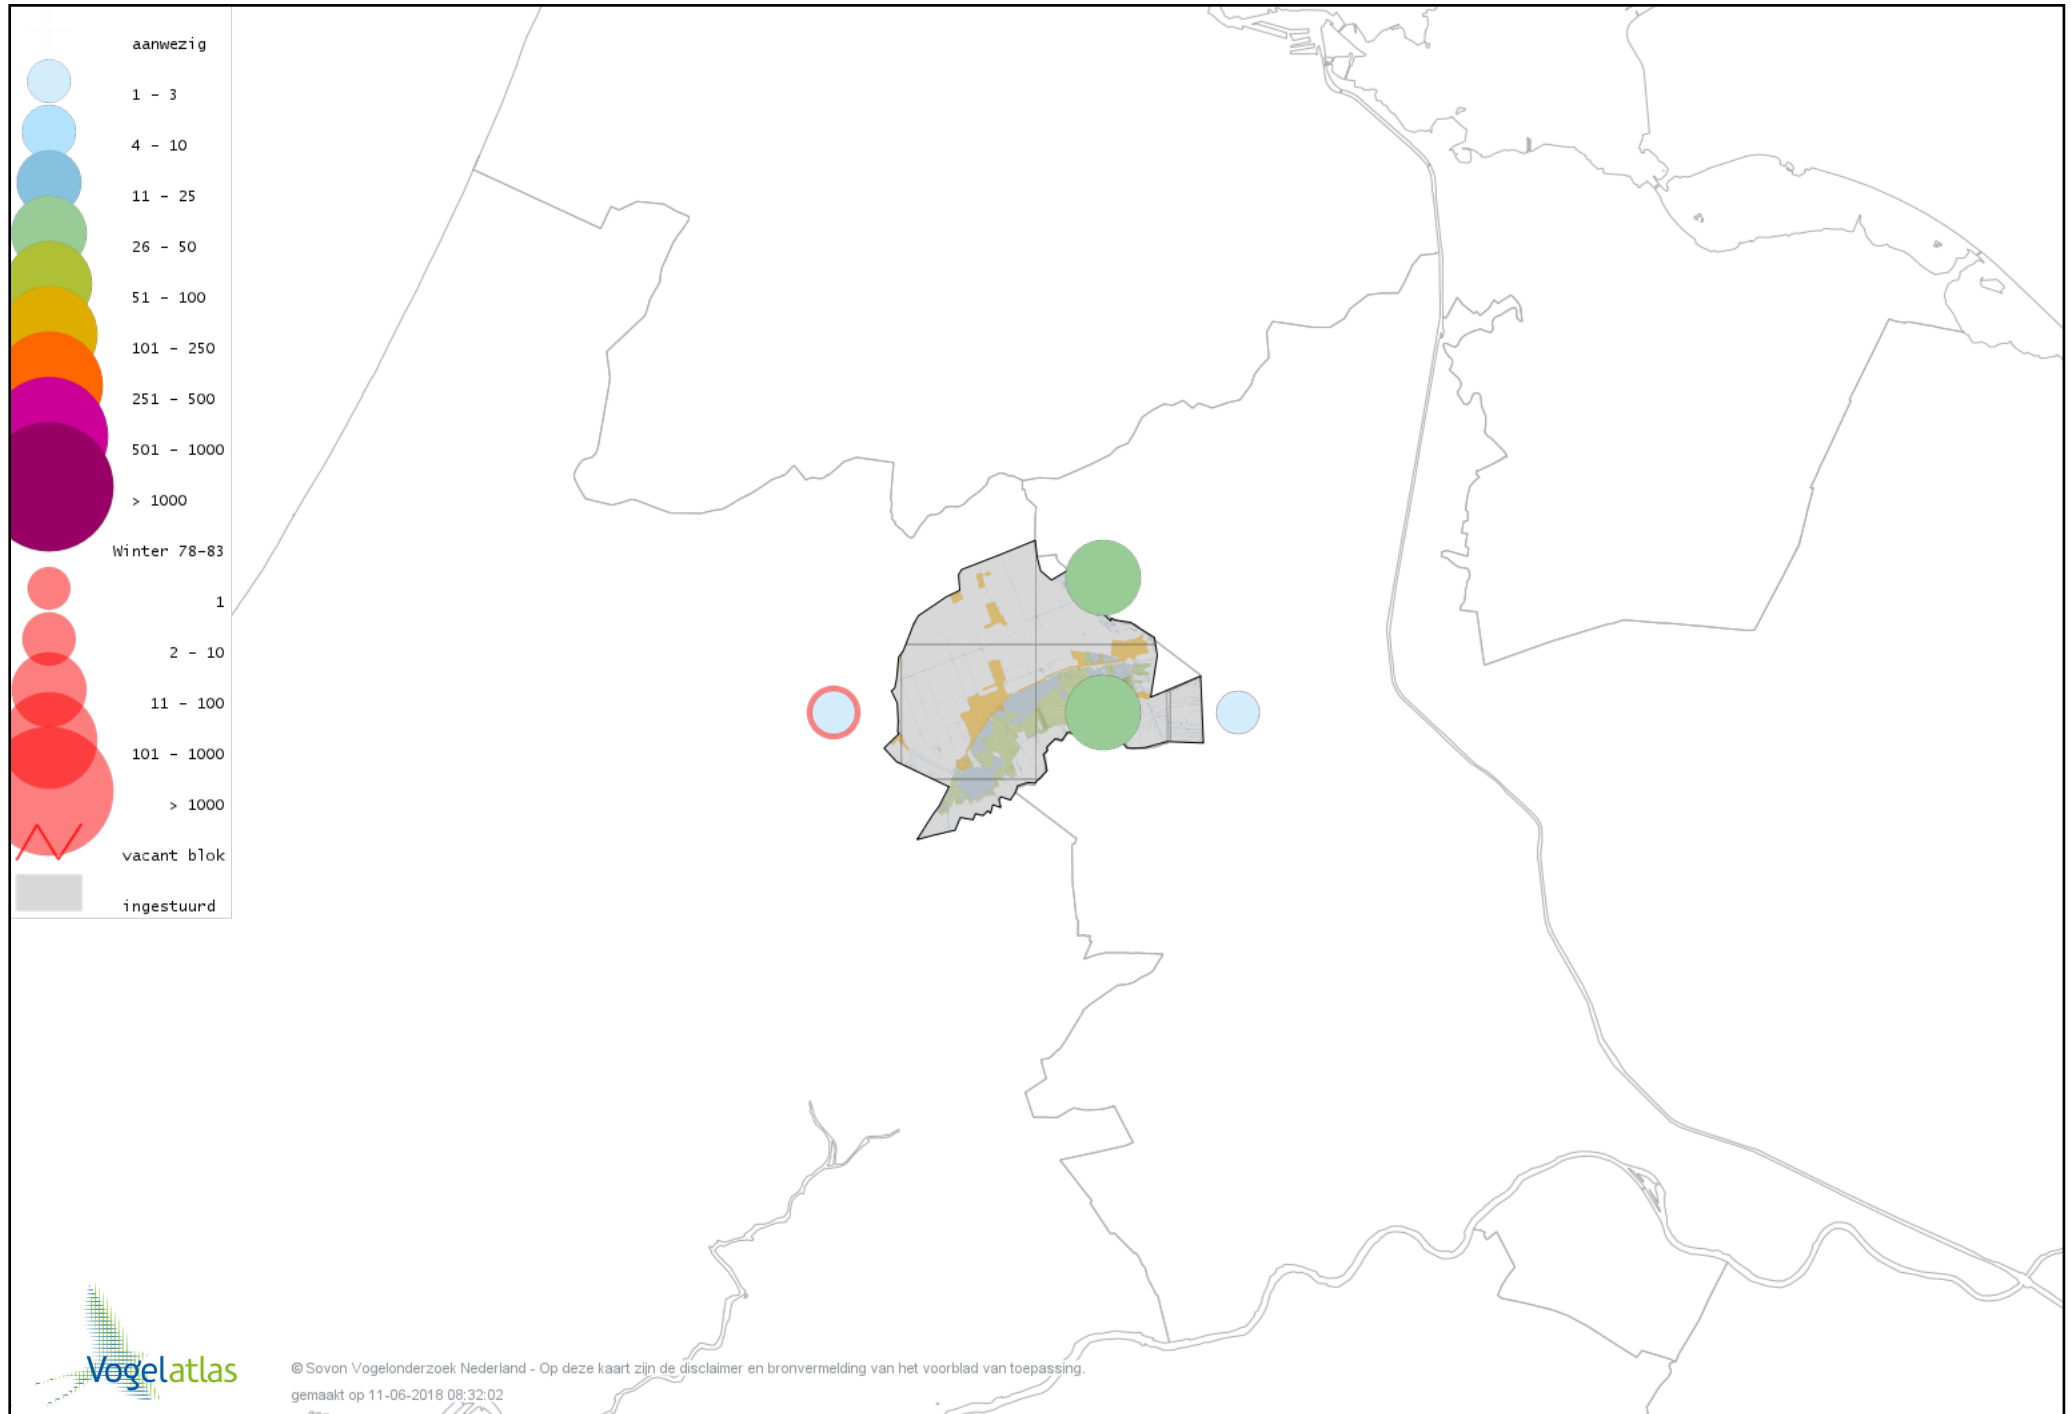 aanwezig
1 - 3
4 - 10
11 - 25
26 - 50
51 - 100
101 - 250
251 - 500
501 - 1000
> 1000
Winter 78-83
1
2 - 10
11 - 100
101 - 1000
> 1000
vacant blok
ingestuurd
Vogelatlas
© Sovon Vogelonderzoek Nederland - Op deze kaart zijn de disclaimer en bronvermelding van het voorblad van toepassing.
gemaakt op 11-06-2018 08:32:02